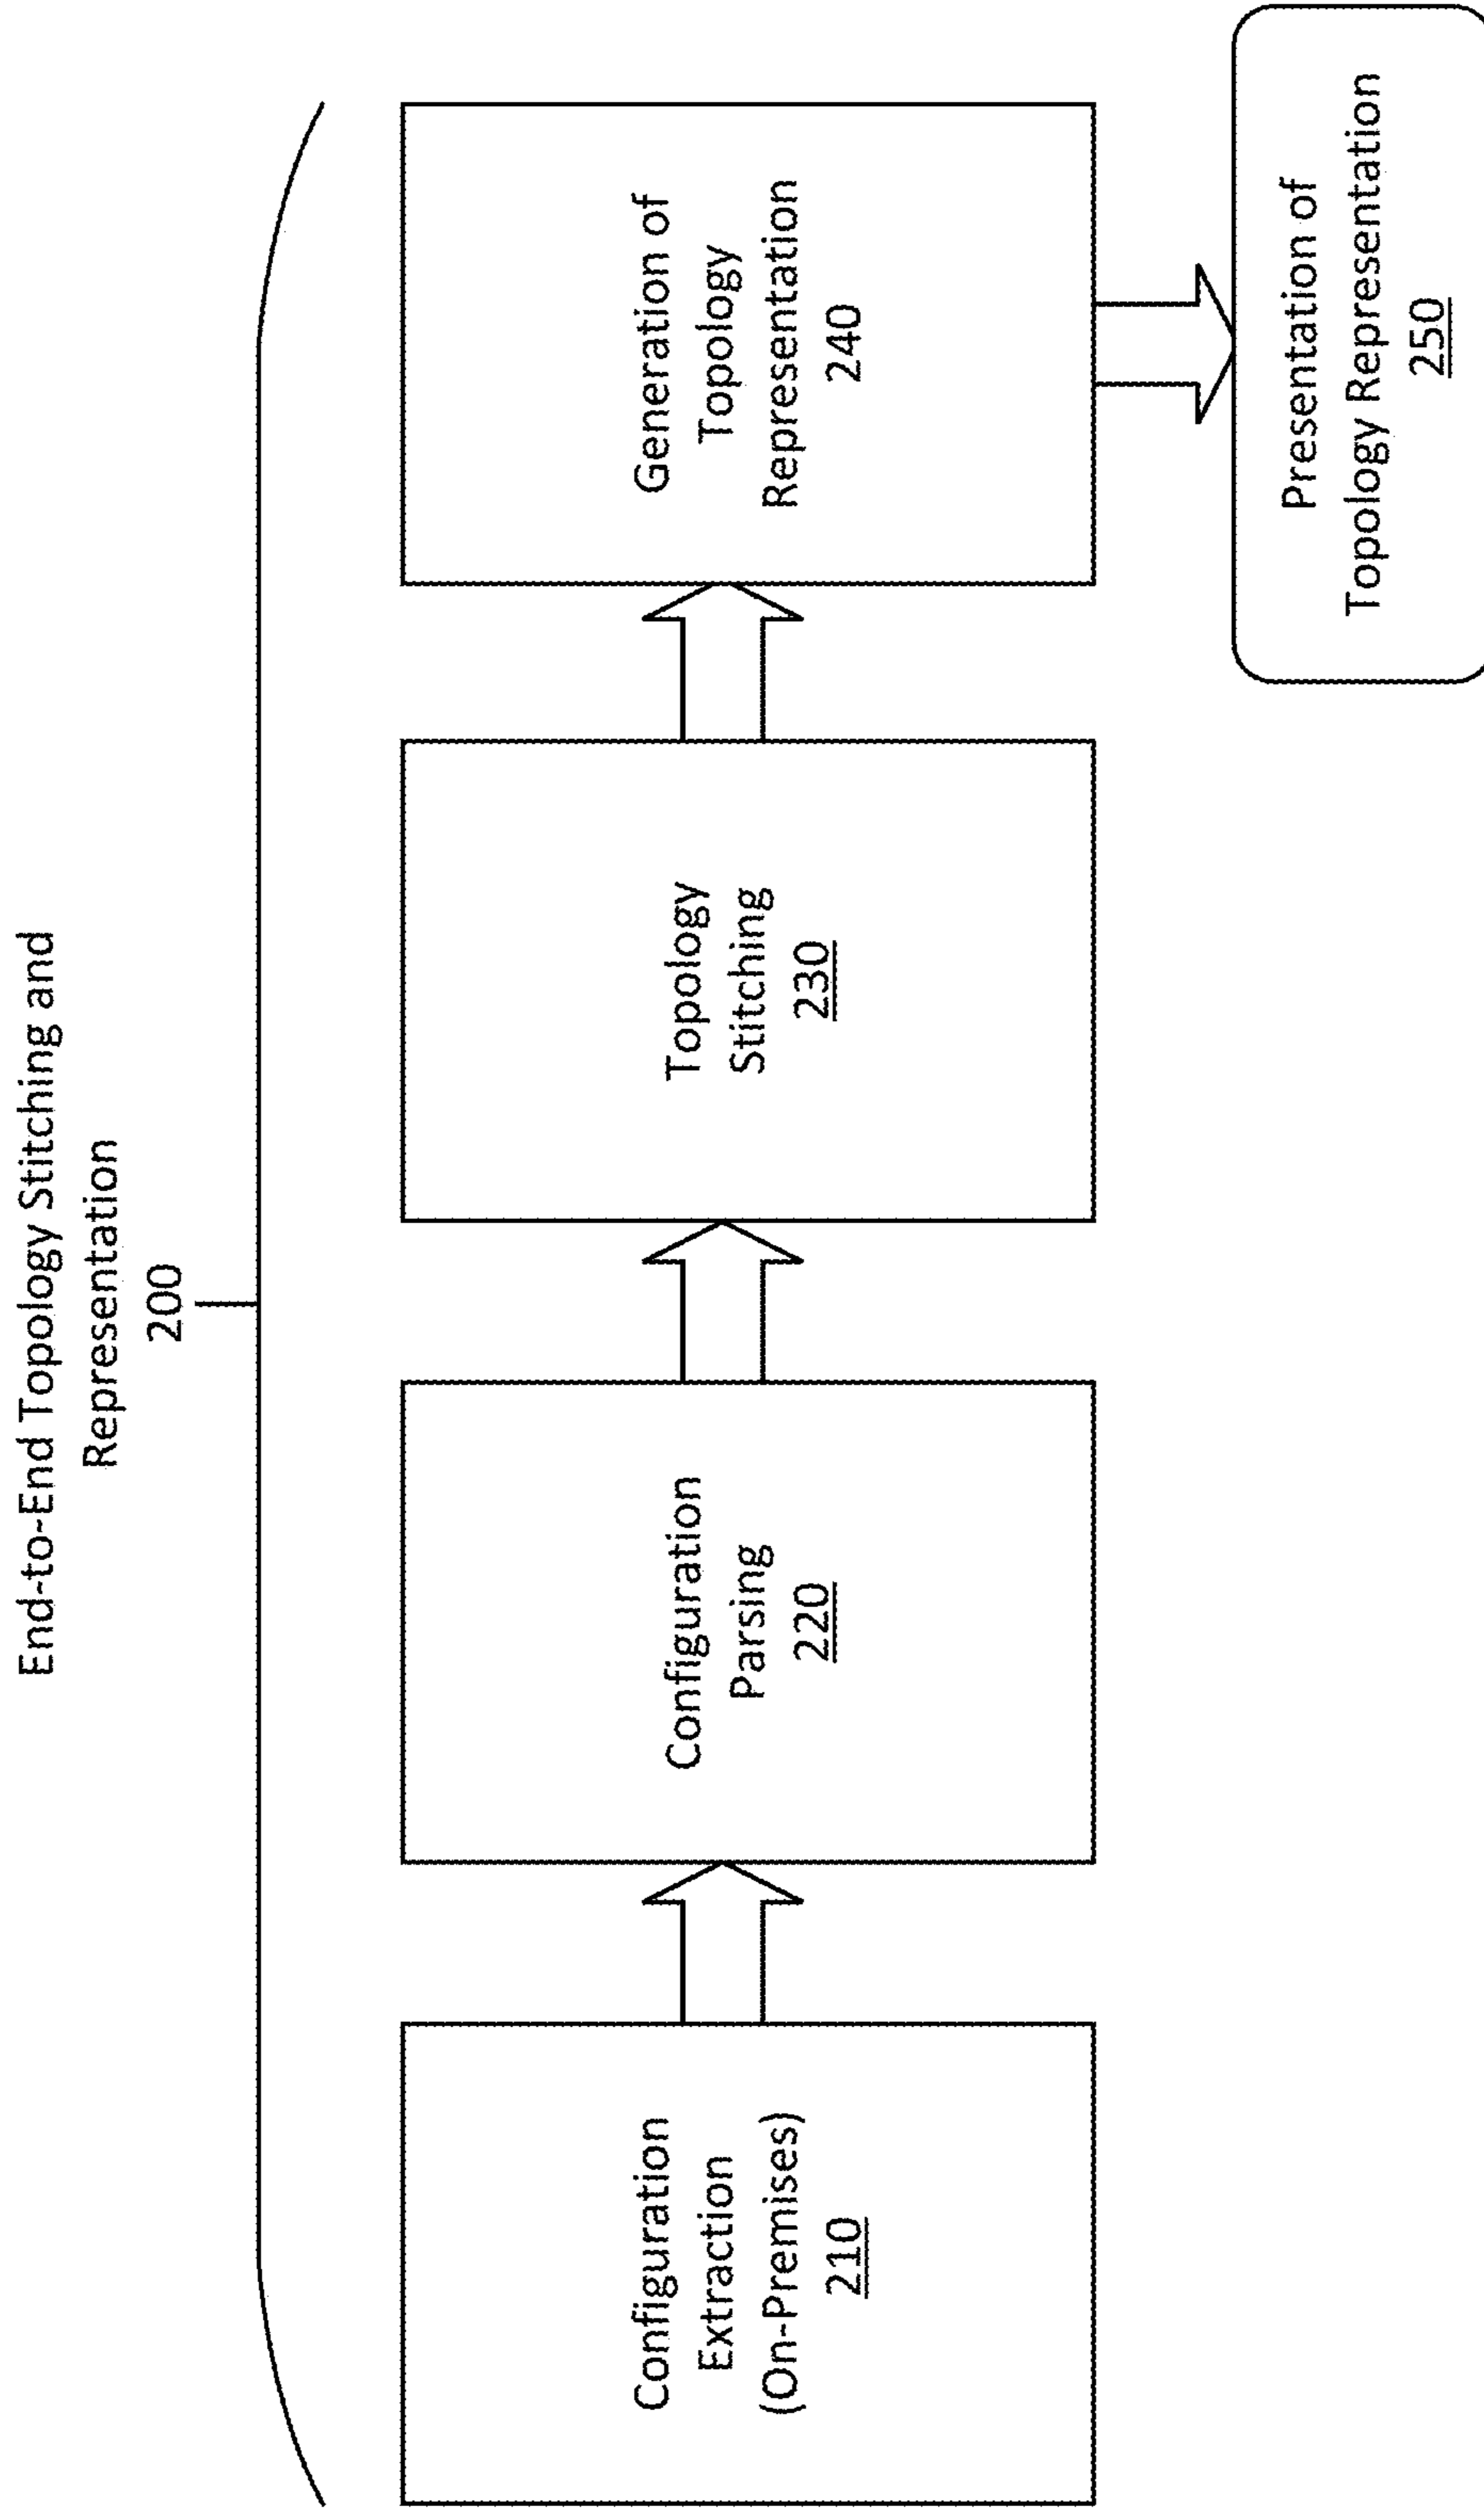 End-to-End Topology Stitching and
Representation
200
Configuration
Extraction
(On-Premises)
210
Configuration
Parsing
220
Topology
Stitching
230
Generation of
Topology
Representation
240
Presentation of
Topology Representation
250